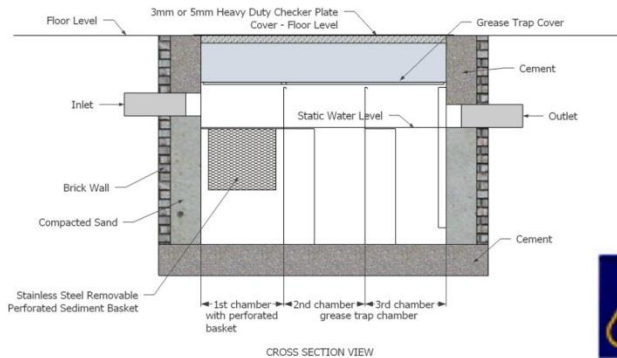 3mm or 5mm Heavy Duty Checker Plate
Cover - Floor Level
Floor Level
Grease Trap Cover
Cement
Inlet
Static Water Level
Outlet
Brick Wall
Compacted Sand
Cement
Stainless Steel Removable
Perforated Sediment Basket
1st chamber
with perforated
basket
2nd chamber
3rd chamber
grease trap chamber
CROSS SECTION VIEW